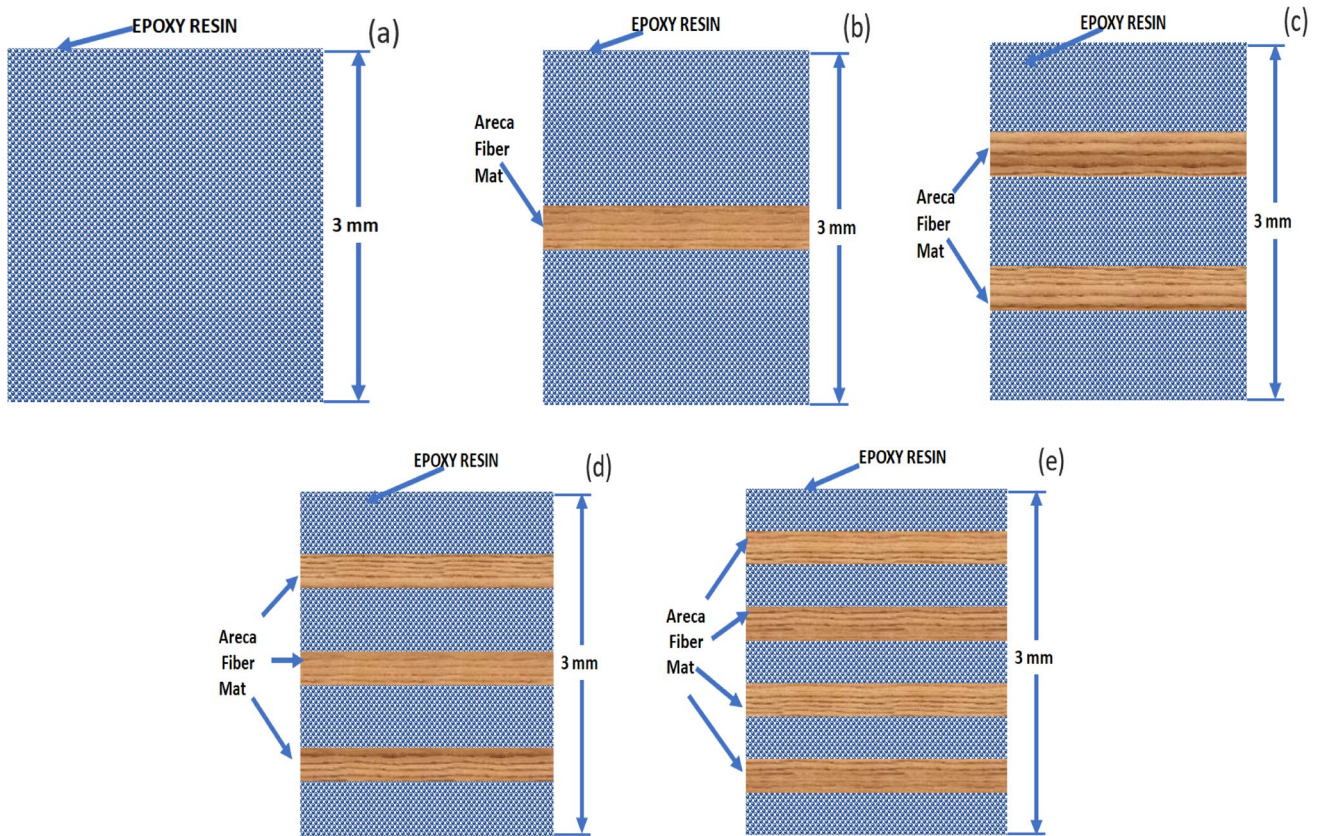 EPOXY RESIN
(a)
3 mm
EPOXY RESIN
(b)
Areca
Fiber
Mat
3 mm
EPOXY RESIN
(c)
Areca
Fiber
Mat
3 mm
EPOXY RESIN
(d)
Areca
Fiber
Mat
3 mm
EPOXY RESIN
(e)
Areca
Fiber
Mat
3 mm